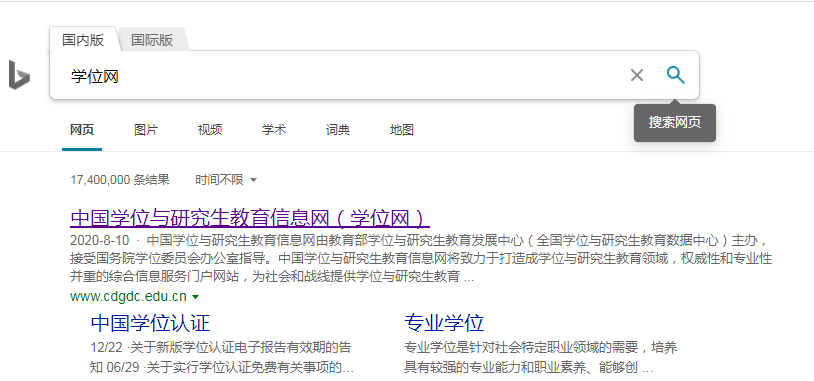 国内版 国际版
学位网
搜索网页
网页 图片 视频 学术 词典 地图
17,400,000 条结果 时间不限
中国学位与研究生教育信息网（学位网）
2020-8-10 · 中国学位与研究生教育信息网由教育部学位与研究生教育发展中心（全国学位与研究生教育数据中心）主办，
接受国务院学位委员会办公室指导。中国学位与研究生教育信息网将致力于打造成学位与研究生教育领域，权威性和专业性
并重的综合信息服务门户网站，为社会和战线提供学位与研究生教育 ...
www.cdgdc.edu.cn
中国学位认证
12/22 ·关于新版学位认证电子报告有效期的告
知 06/29 ·关于实行学位认证免费有关事项的…
专业学位
专业学位是针对社会特定职业领域的需要，培养
具有较强的专业能力和职业素养、能够创 ...